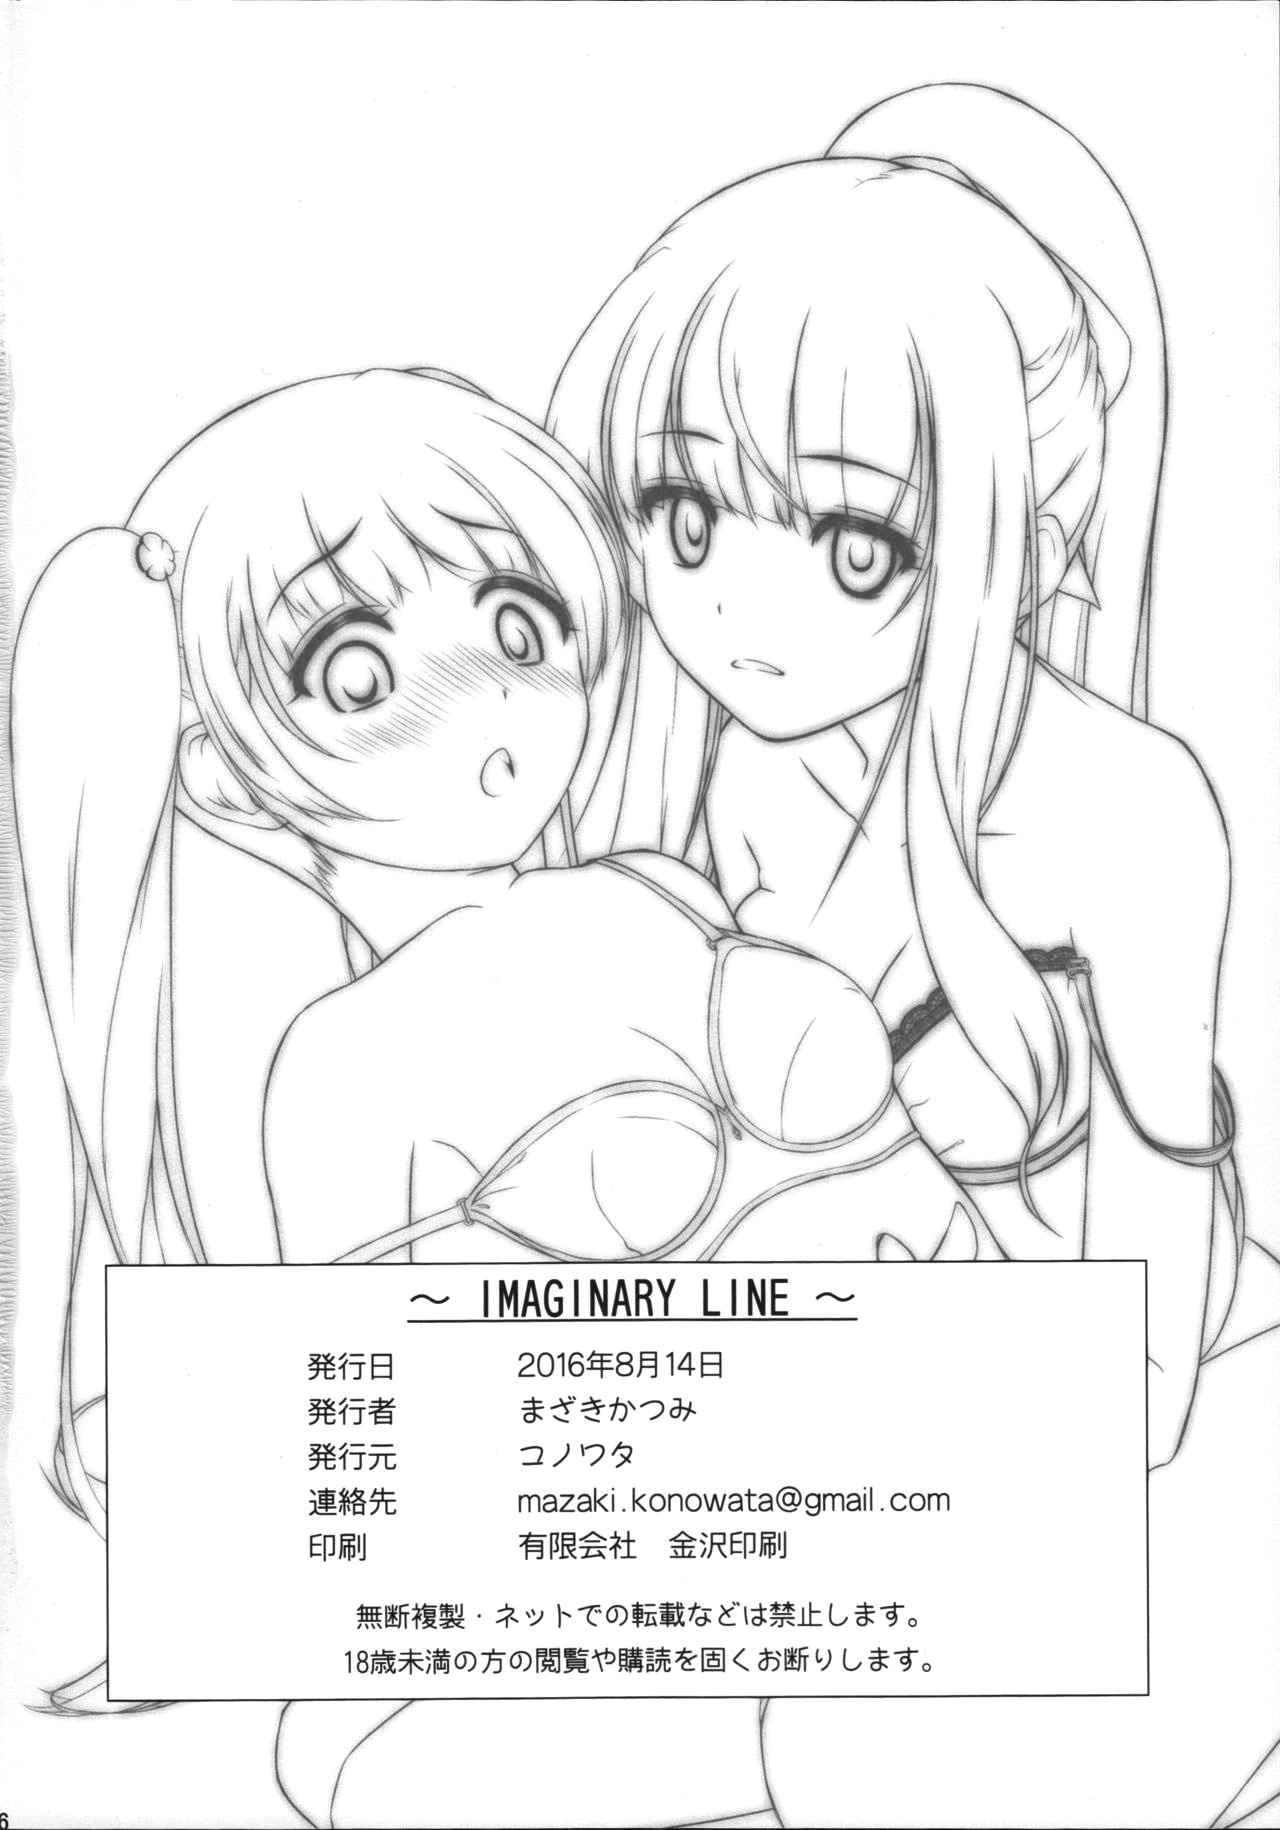 ～ IMAGINARY LINE ～
発行日 2016年8月14日
発行者 まざきかつみ
発行元 コノワタ
連絡先 mazaki.konowata@gmail.com
印刷 有限会社 金沢印刷
無断複製・ネットでの転載などは禁止します。
18歳未満の方の閲覧や購読を固くお断りします。
6